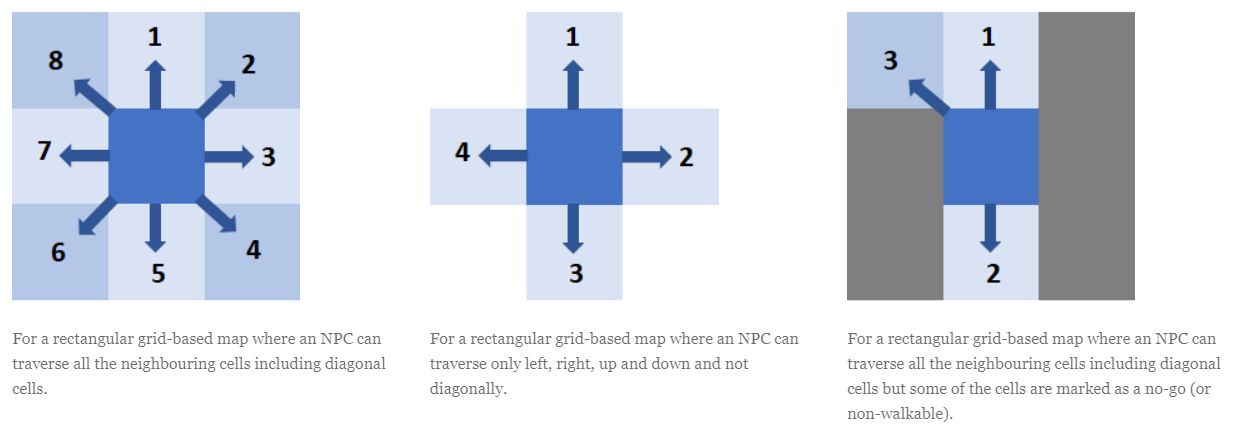 8
1
2
7
3
6
5
4
1
4
2
3
3
1
2
For a rectangular grid-based map where an NPC can
traverse all the neighbouring cells including diagonal
cells.
For a rectangular grid-based map where an NPC can
traverse only left, right, up and down and not
diagonally.
For a rectangular grid-based map where an NPC can
traverse all the neighbouring cells including diagonal
cells but some of the cells are marked as a no-go (or
non-walkable).